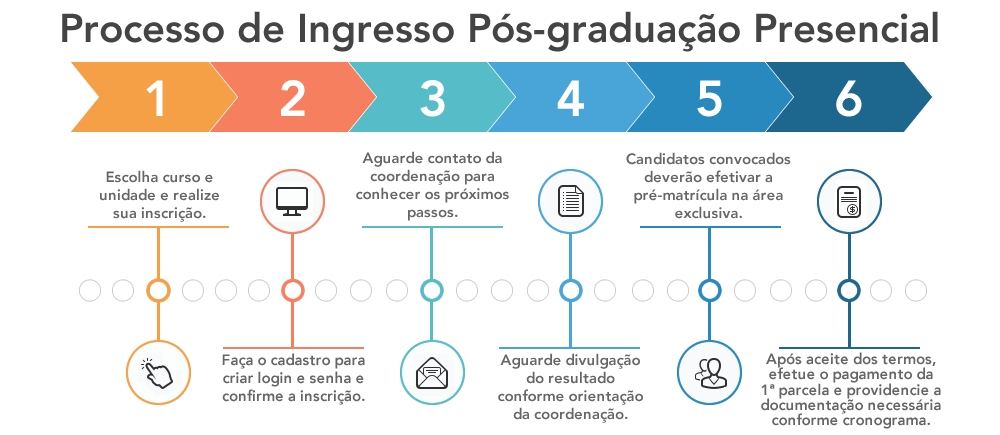 Processo de Ingresso Pós-graduação Presencial
1
2
3
4
5
6
Escolha curso e
unidade e realize
sua inscrição.
Faça o cadastro para
criar login e senha e
confirme a inscrição.
Aguarde contato da
coordenação para
conhecer os próximos
passos.
Aguarde divulgação
do resultado
conforme orientação
da coordenação.
Candidatos convocados
deverão efetivar a
pré-matrícula na área
exclusiva.
Após aceite dos termos,
efetue o pagamento da
1ª parcela e providencie a
documentação necessária
conforme cronograma.